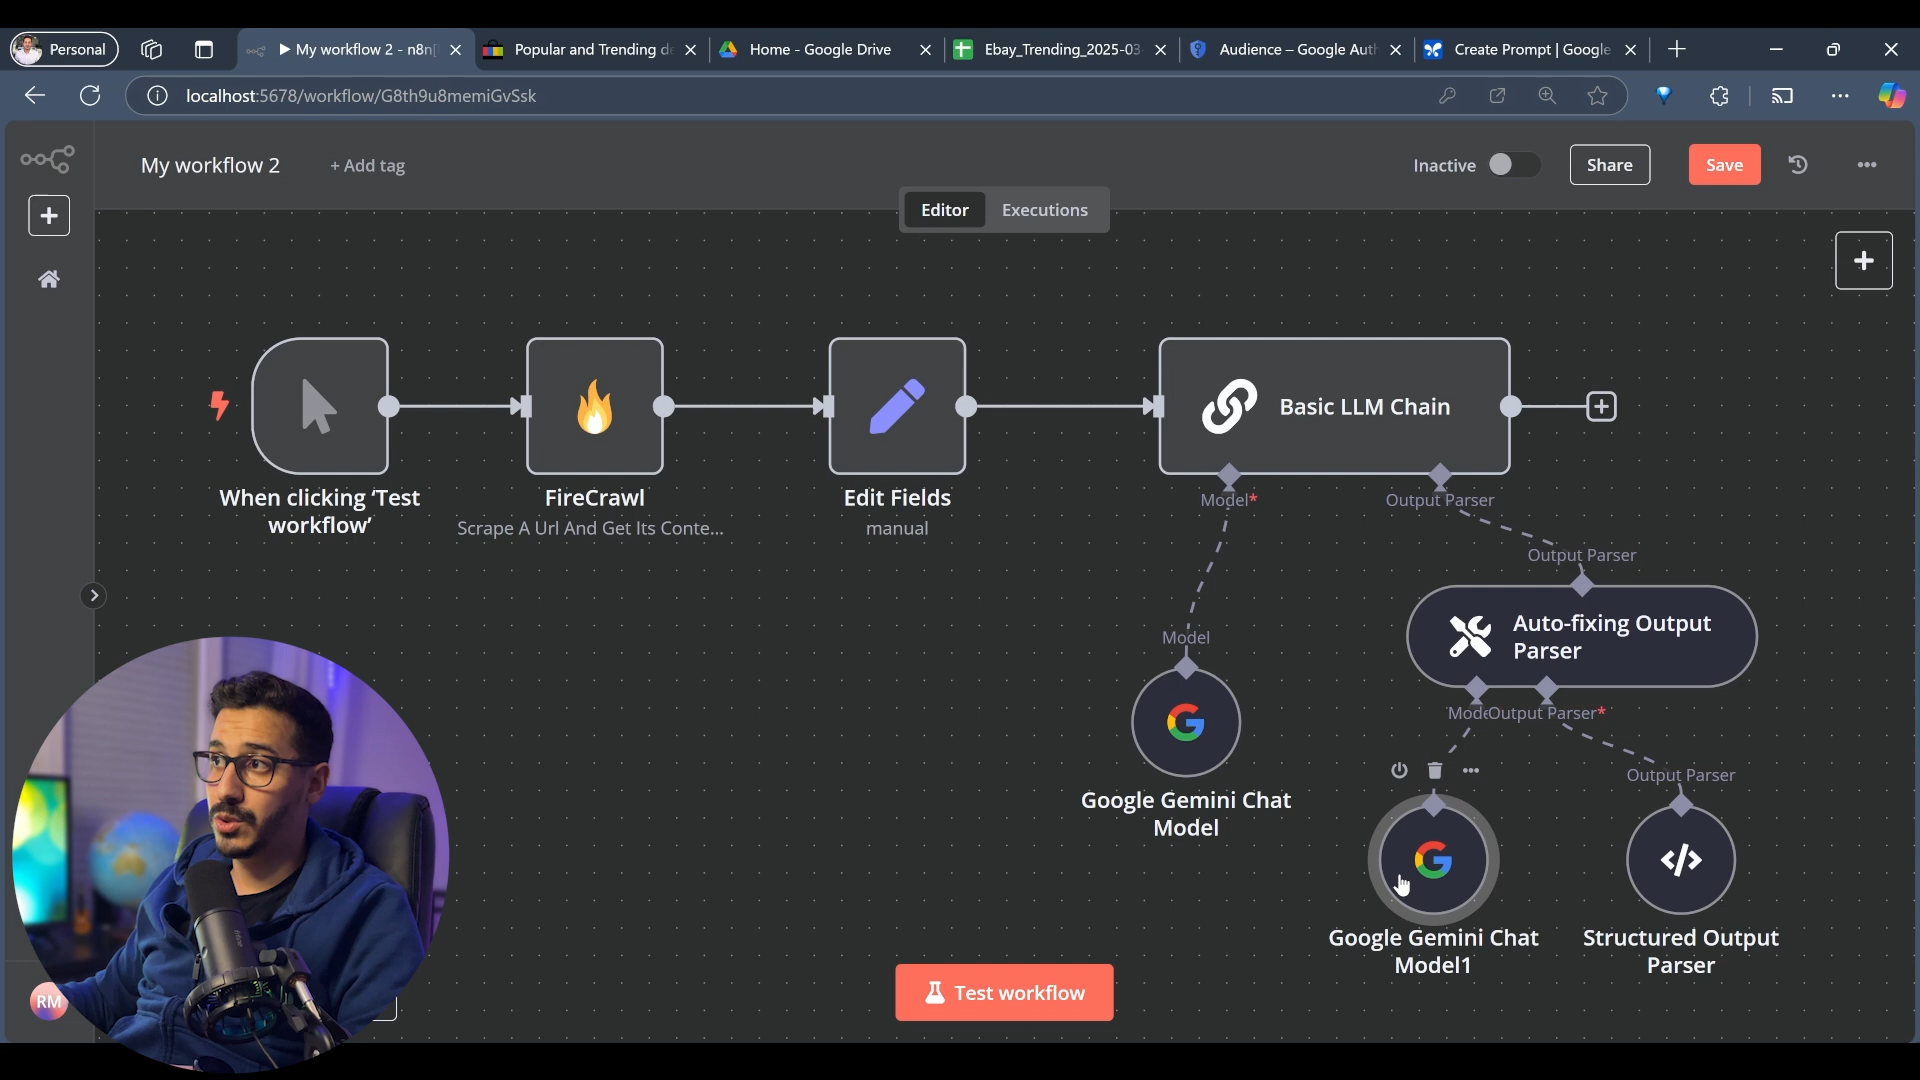 Personal
My workflow 2 - n8n[
Popular and Trending de
Home - Google Drive
Ebay_Trending_2025-03-
Audience – Google Auth
Create Prompt | Google
localhost:5678/workflow/G8th9u8memiGvSsk
My workflow 2
+ Add tag
Inactive
Share
Save
Editor
Executions
Basic LLM Chain
When clicking ‘Test
workflow’
FireCrawl
Scrape A Url And Get Its Conte...
Edit Fields
manual
Model*
Output Parser
Output Parser
Auto-fixing Output
Parser
Model
Google Gemini Chat
Model
Mode
Output Parser*
Output Parser
Google Gemini Chat
Model1
Structured Output
Parser
Test workflow
RM